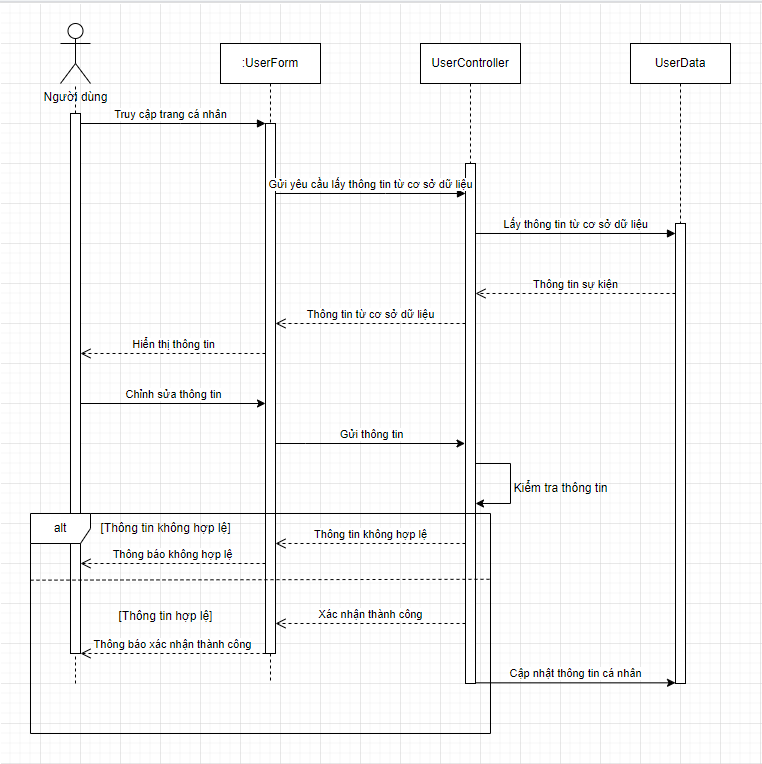 :UserForm
UserController
UserData
Người dùng
Truy cập trang cá nhân
Gửi yêu cầu lấy thông tin từ cơ sở dữ liệu
Lấy thông tin từ cơ sở dữ liệu
Thông tin sự kiện
Thông tin từ cơ sở dữ liệu
Hiển thị thông tin
Chỉnh sửa thông tin
Gửi thông tin
Kiểm tra thông tin
alt
[Thông tin không hợp lệ]
Thông tin không hợp lệ
Thông báo không hợp lệ
[Thông tin hợp lệ]
Xác nhận thành công
Thông báo xác nhận thành công
Cập nhật thông tin cá nhân